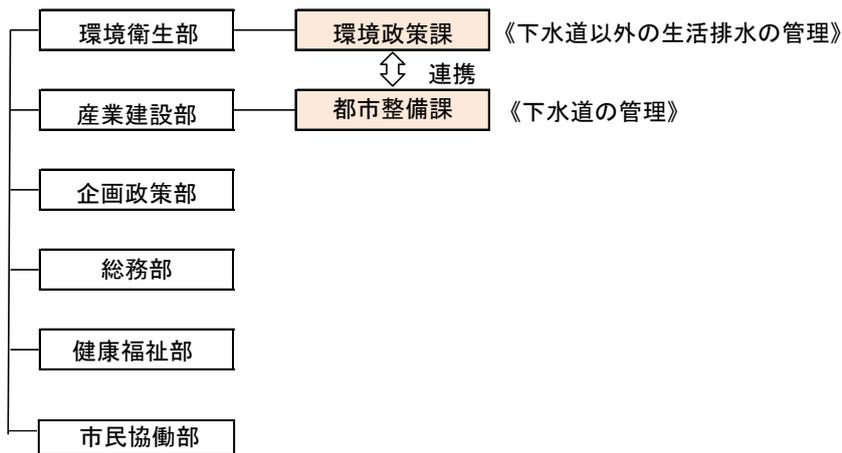 環境衛生部 環境政策課 《下水道以外の生活排水の管理》
連携
産業建設部 都市整備課 《下水道の管理》
企画政策部
総務部
健康福祉部
市民協働部